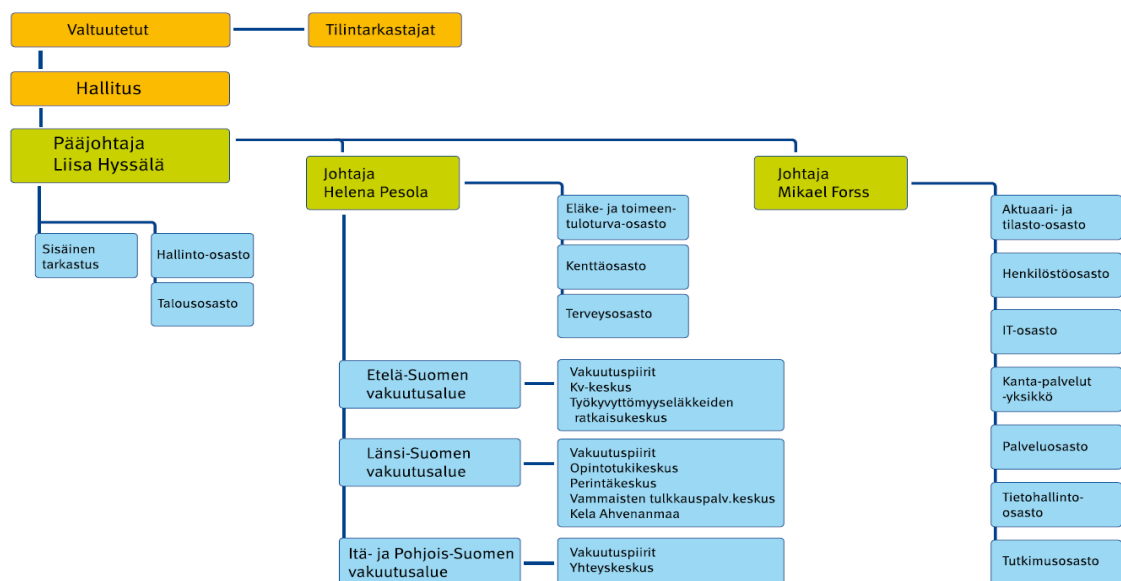 Valtuutetut
Tilintarkastajat
Hallitus
Pääjohtaja
Liisa Hyssälä
Johtaja
Helena Pesola
Johtaja
Mikael Forss
Sisäinen
tarkastus
Hallinto-osasto
Talousosasto
Eläke- ja toimeen-
tuloturva-osasto
Kenttäosasto
Terveysosasto
Etelä-Suomen
vakuutusalue
Vakuutuspiirit
Kv-keskus
Työkyvyttömyyseläkkeiden
ratkaisukeskus
Länsi-Suomen
vakuutusalue
Vakuutuspiirit
Opintotukikeskus
Perintäkeskus
Vammaisten tulkkauspalv.keskus
Kela Ahvenanmaa
Itä- ja Pohjois-Suomen
vakuutusalue
Vakuutuspiirit
Yhteyskeskus
Aktuaari- ja
tilasto-osasto
Henkilöstöosasto
IT-osasto
Kanta-palvelut
-yksikkö
Palveluosasto
Tietohallinto-
osasto
Tutkimusosasto